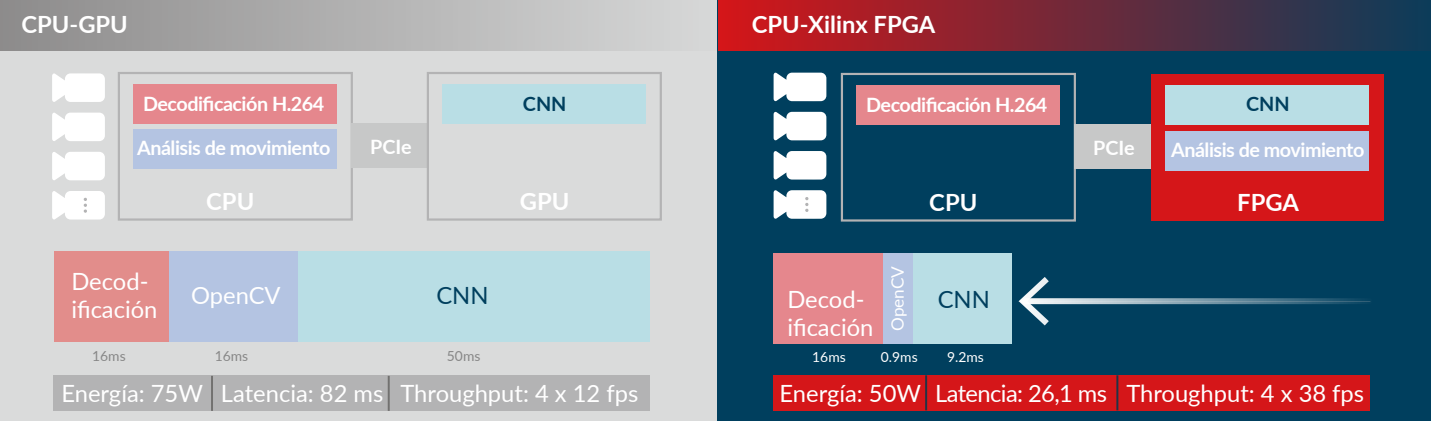 CPU-GPU
Decodificación H.264
Análisis de movimiento
CPU
PCIe
CNN
GPU
Decod-
ificación
OpenCV
CNN
16ms
16ms
50ms
Energía: 75W
Latencia: 82 ms
Throughput: 4 x 12 fps
CPU-Xilinx FPGA
Decodificación H.264
CPU
PCIe
CNN
Análisis de movimiento
FPGA
Decod-
ificación
OpenCV
CNN
16ms
0.9ms
9.2ms
Energía: 50W
Latencia: 26,1 ms
Throughput: 4 x 38 fps